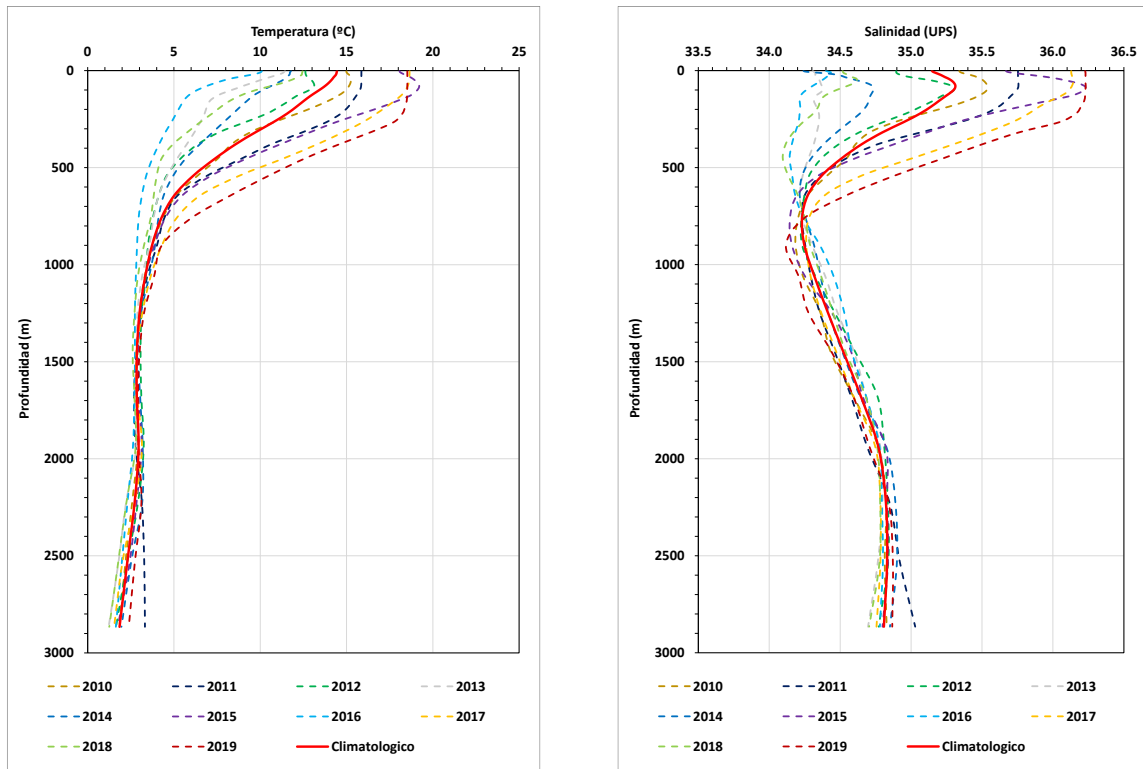 Temperatura (ºC)
0 5 10 15 20 25
0
500
1000
1500
2000
2500
3000
Profundidad (m)
2010 2011 2012 2013
2014 2015 2016 2017
2018 2019 Climatologico
Salinidad (UPS)
33.5 34.0 34.5 35.0 35.5 36.0 36.5
0
500
1000
1500
2000
2500
3000
Profundidad (m)
2010 2011 2012 2013
2014 2015 2016 2017
2018 2019 Climatologico